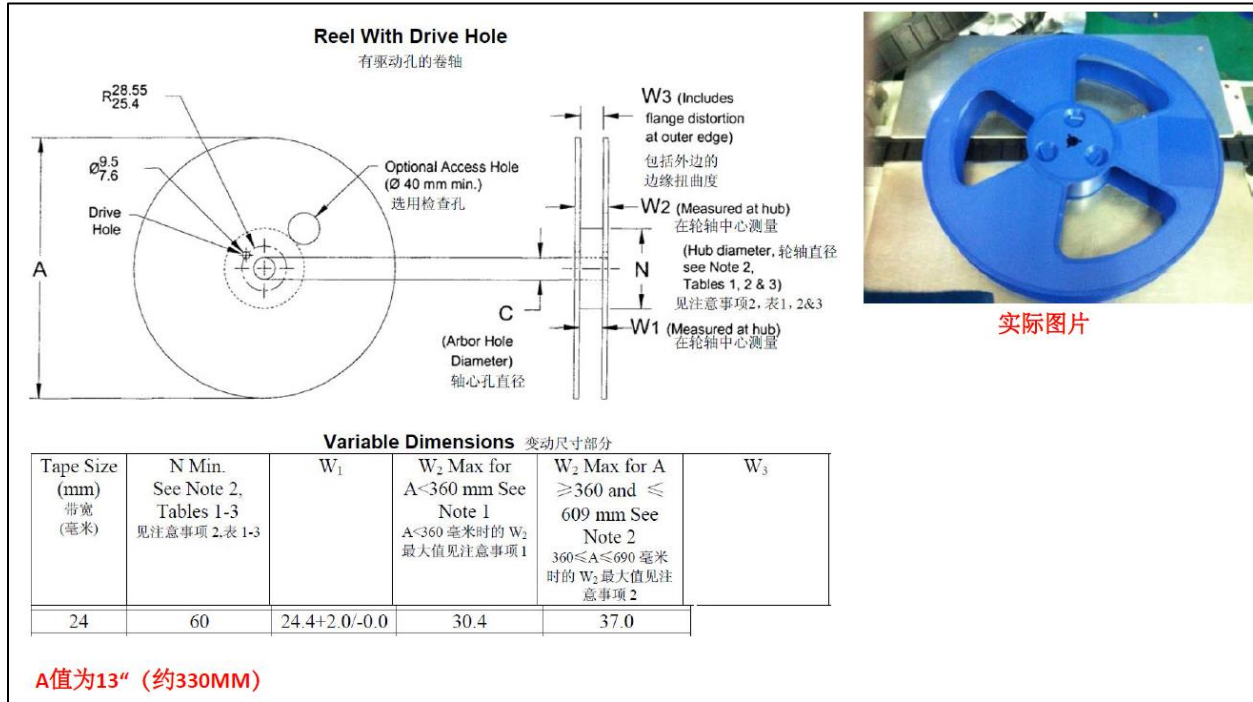 Reel With Drive Hole
有驱动孔的卷轴
R28.55
25.4
Ø9.5
7.6
Drive
Hole
A
Optional Access Hole
(Ø 40 mm min.)
选用检查孔
C
(Arbor Hole
Diameter)
轴心孔直径
W3 (Includes
flange distortion
at outer edge)
包括外边的
边缘扭曲度
W2 (Measured at hub)
在轮轴中心测量
N
(Hub diameter, 轮轴直径
see Note 2,
Tables 1, 2 & 3)
见注意事项2, 表1, 2&3
W1 (Measured at hub)
在轮轴中心测量
实际图片
Variable Dimensions 变动尺寸部分
Tape Size
(mm)
带宽
(毫米)
N Min.
See Note 2,
Tables 1-3
见注意事项 2,表 1-3
W₁
W₂ Max for
A<360 mm See
Note 1
A<360 毫米时的 W₂
最大值见注意事项1
W₂ Max for A
≥360 and ≤
609 mm See
Note 2
360≤A≤690 毫米
时的 W₂ 最大值见注
意事项 2
W₃
24 60 24.4+2.0/-0.0 30.4 37.0
A值为13“（约330MM）